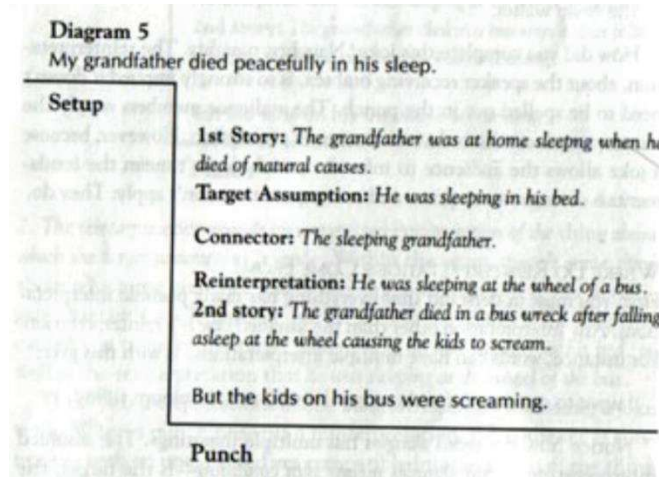 Diagram 5
My grandfather died peacefully in his sleep.
Setup
1st Story: The grandfather was at home sleeping when he
died of natural causes.
Target Assumption: He was sleeping in his bed.
Connector: The sleeping grandfather.
Reinterpretation: He was sleeping at the wheel of a bus.
2nd story: The grandfather died in a bus wreck after falling
asleep at the wheel causing the kids to scream.
But the kids on his bus were screaming.
Punch